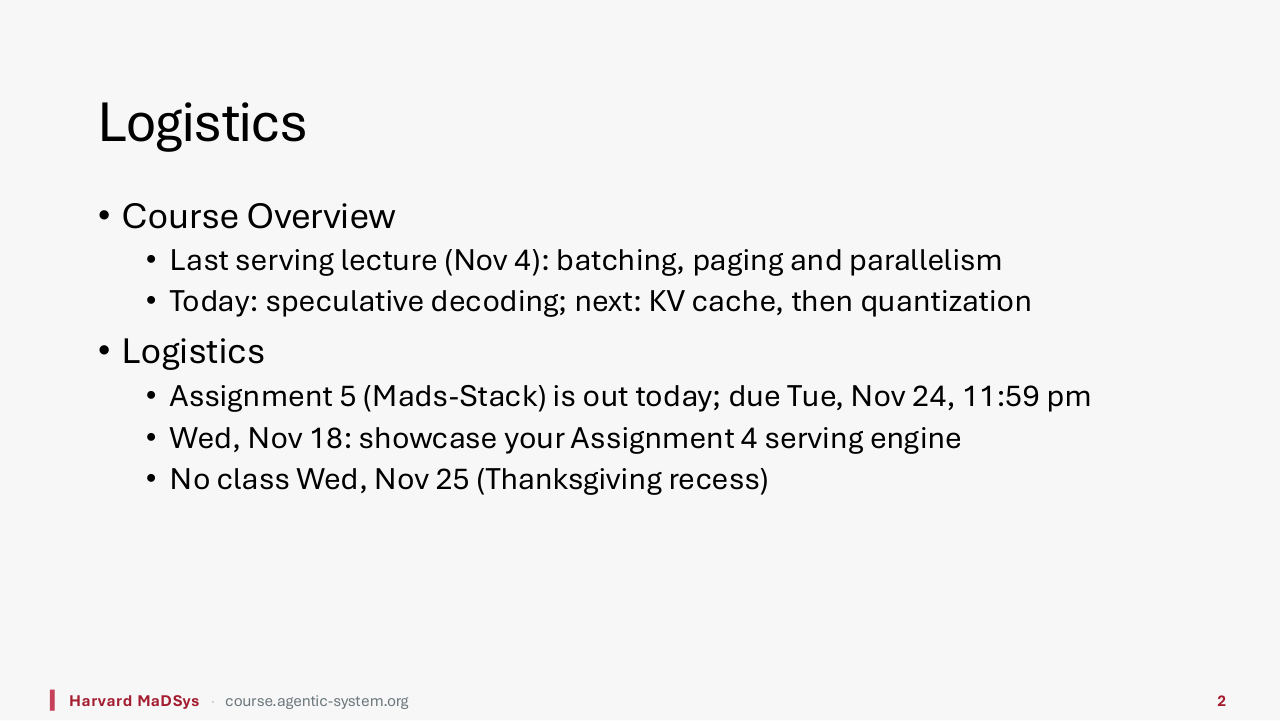 Logistics
• Course Overview
• Last serving lecture (Nov 4): batching, paging and parallelism
• Today: speculative decoding; next: KV cache, then quantization
• Logistics
• Assignment 5 (Mads-Stack) is out today; due Tue, Nov 24, 11:59 pm
• Wed, Nov 18: showcase your Assignment 4 serving engine
• No class Wed, Nov 25 (Thanksgiving recess)
Harvard MaDSys · course.agentic-system.org
2